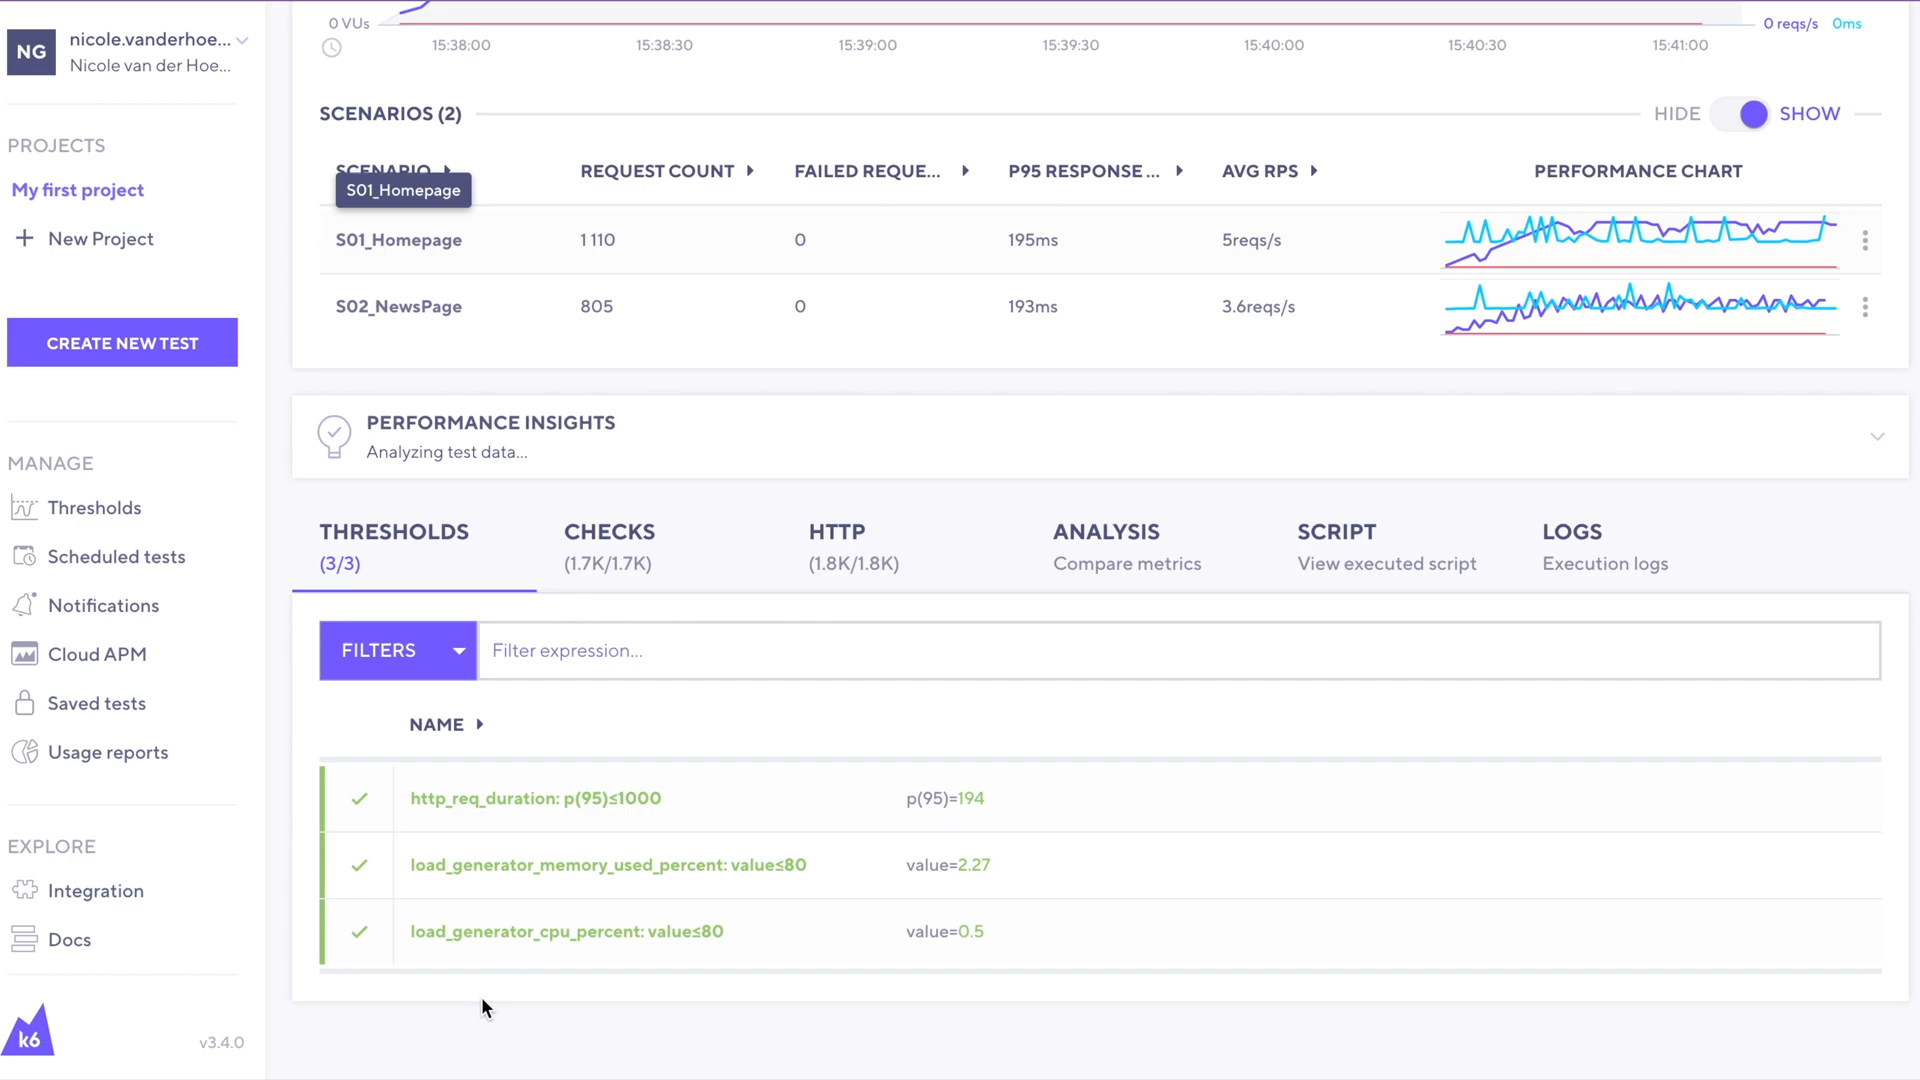 NG
nicole.vanderhoe...
Nicole van der Hoe...
PROJECTS
My first project
New Project
CREATE NEW TEST
MANAGE
Thresholds
Scheduled tests
Notifications
Cloud APM
Saved tests
Usage reports
EXPLORE
Integration
Docs
k6
v3.4.0
0 VUs
0 reqs/s 0ms
15:38:00 15:38:30 15:39:00 15:39:30 15:40:00 15:40:30 15:41:00
SCENARIOS (2)
HIDE SHOW
SCENARIO REQUEST COUNT FAILED REQUE... P95 RESPONSE ... AVG RPS PERFORMANCE CHART
S01_Homepage
S01_Homepage 1 110 0 195ms 5reqs/s
S02_NewsPage 805 0 193ms 3.6reqs/s
PERFORMANCE INSIGHTS
Analyzing test data...
THRESHOLDS CHECKS HTTP ANALYSIS SCRIPT LOGS
(3/3) (1.7K/1.7K) (1.8K/1.8K) Compare metrics View executed script Execution logs
FILTERS Filter expression...
NAME
http_req_duration: p(95)≤1000 p(95)=194
load_generator_memory_used_percent: value≤80 value=2.27
load_generator_cpu_percent: value≤80 value=0.5